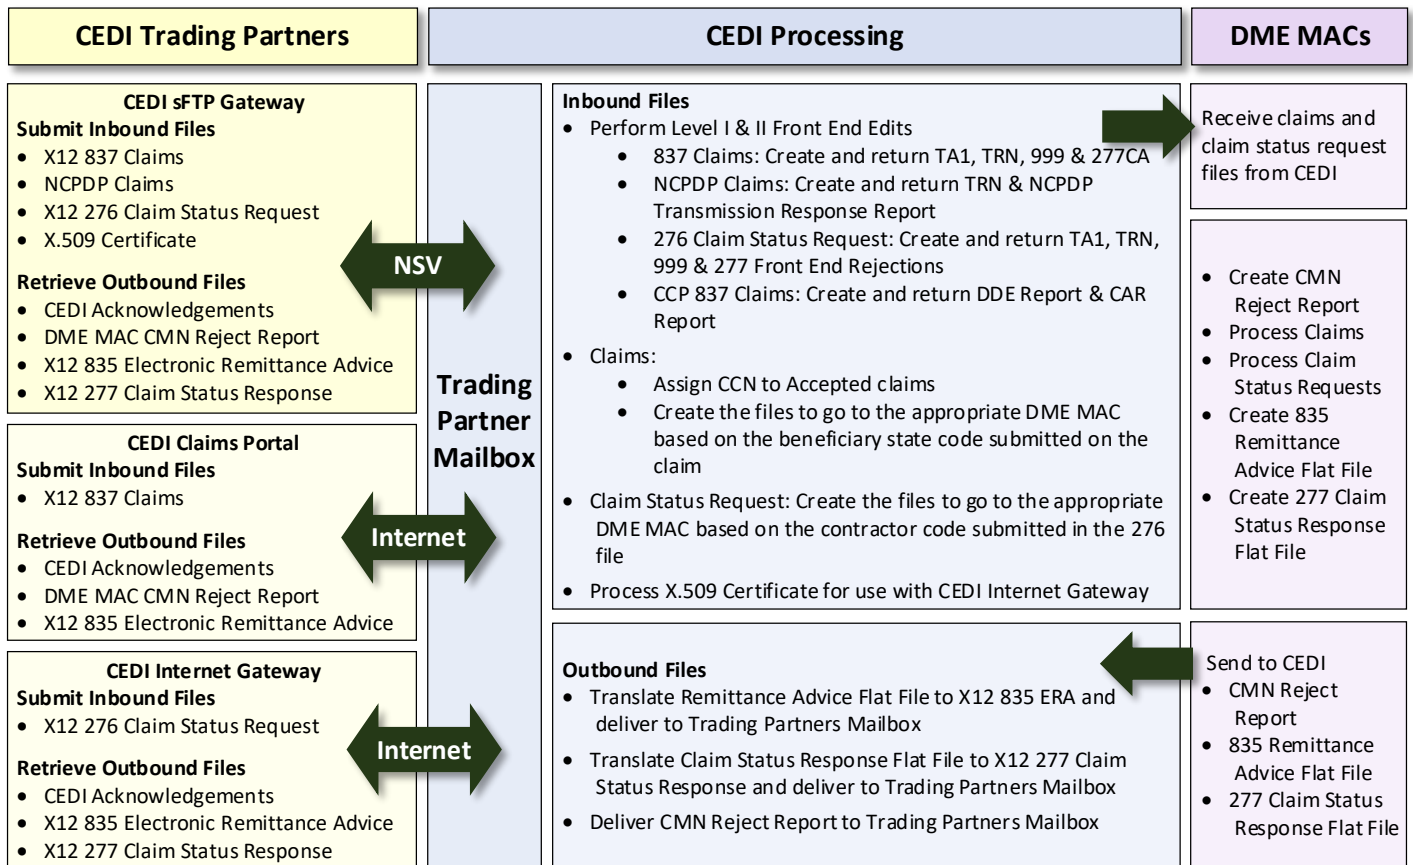 CEDI Trading Partners
CEDI Processing
DME MACs
CEDI sFTP Gateway
Submit Inbound Files
• X12 837 Claims
• NCPDP Claims
• X12 276 Claim Status Request
• X.509 Certificate
Retrieve Outbound Files
• CEDI Acknowledgements
• DME MAC CMN Reject Report
• X12 835 Electronic Remittance Advice
• X12 277 Claim Status Response
CEDI Claims Portal
Submit Inbound Files
• X12 837 Claims
Retrieve Outbound Files
• CEDI Acknowledgements
• DME MAC CMN Reject Report
• X12 835 Electronic Remittance Advice
CEDI Internet Gateway
Submit Inbound Files
• X12 276 Claim Status Request
Retrieve Outbound Files
• CEDI Acknowledgements
• X12 835 Electronic Remittance Advice
• X12 277 Claim Status Response
NSV
Internet
Internet
Trading
Partner
Mailbox
Inbound Files
• Perform Level I & II Front End Edits
• 837 Claims: Create and return TA1, TRN, 999 & 277CA
• NCPDP Claims: Create and return TRN & NCPDP
Transmission Response Report
• 276 Claim Status Request: Create and return TA1, TRN,
999 & 277 Front End Rejections
• CCP 837 Claims: Create and return DDE Report & CAR
Report
• Claims:
• Assign CCN to Accepted claims
• Create the files to go to the appropriate DME MAC
based on the beneficiary state code submitted on the
claim
• Claim Status Request: Create the files to go to the appropriate
DME MAC based on the contractor code submitted in the 276
file
• Process X.509 Certificate for use with CEDI Internet Gateway
Outbound Files
• Translate Remittance Advice Flat File to X12 835 ERA and
deliver to Trading Partners Mailbox
• Translate Claim Status Response Flat File to X12 277 Claim
Status Response and deliver to Trading Partners Mailbox
• Deliver CMN Reject Report to Trading Partners Mailbox
Receive claims and
claim status request
files from CEDI
• Create CMN
Reject Report
• Process Claims
• Process Claim
Status Requests
• Create 835
Remittance
Advice Flat File
• Create 277 Claim
Status Response
Flat File
Send to CEDI
• CMN Reject
Report
• 835 Remittance
Advice Flat File
• 277 Claim Status
Response Flat File